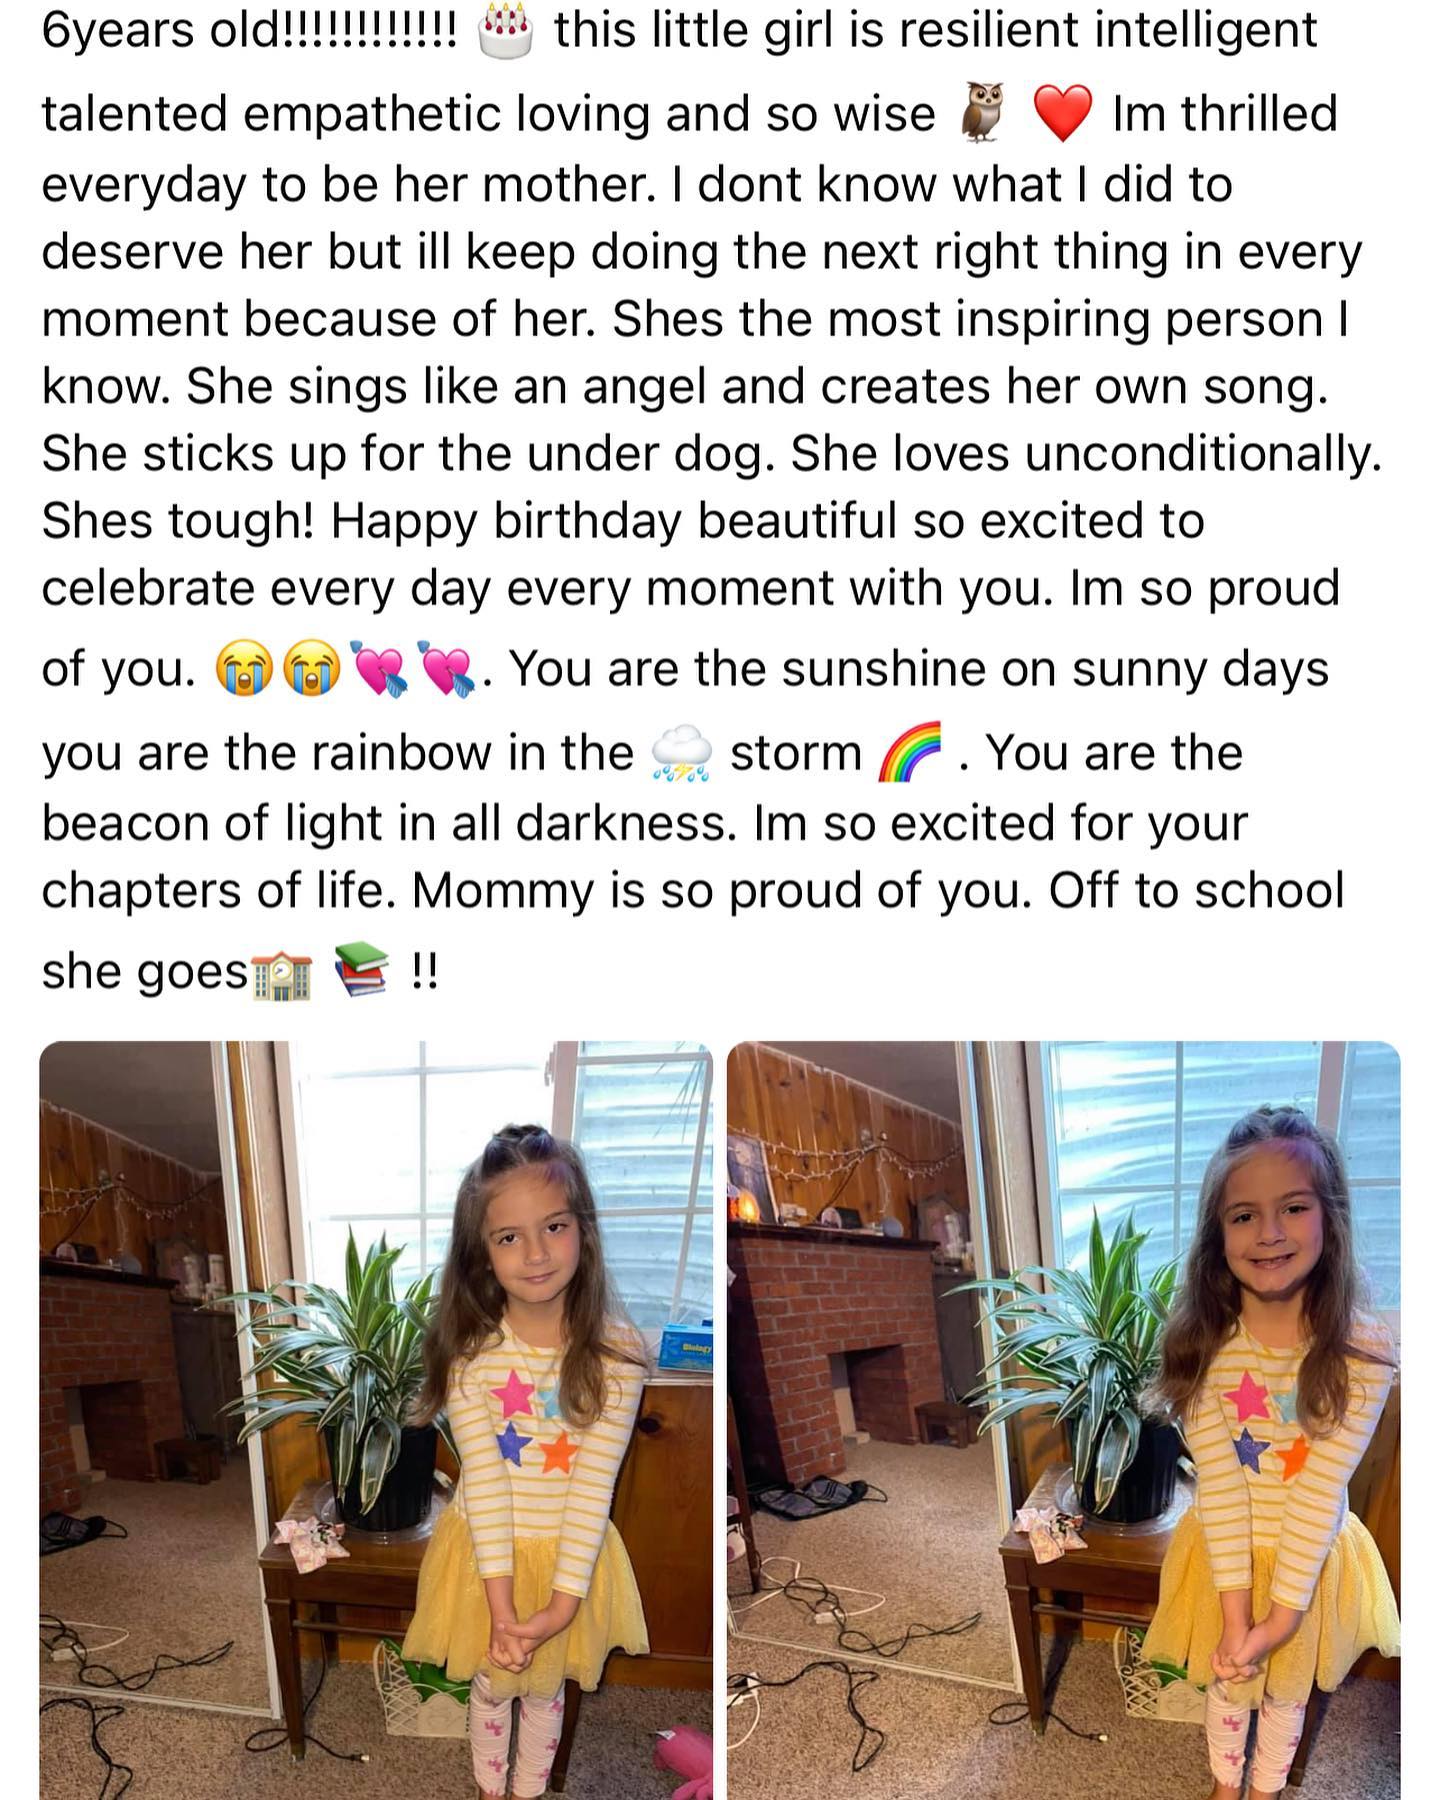 6years old!!!!!!!!!!!! 🎂 this little girl is resilient intelligent
talented empathetic loving and so wise 🦉 ❤️ Im thrilled
everyday to be her mother. I dont know what I did to
deserve her but ill keep doing the next right thing in every
moment because of her. Shes the most inspiring person I
know. She sings like an angel and creates her own song.
She sticks up for the under dog. She loves unconditionally.
Shes tough! Happy birthday beautiful so excited to
celebrate every day every moment with you. Im so proud
of you. 😭😭💘💘. You are the sunshine on sunny days
you are the rainbow in the ⛈️ storm 🌈 . You are the
beacon of light in all darkness. Im so excited for your
chapters of life. Mommy is so proud of you. Off to school
she goes🏫 📚 !!
Biology